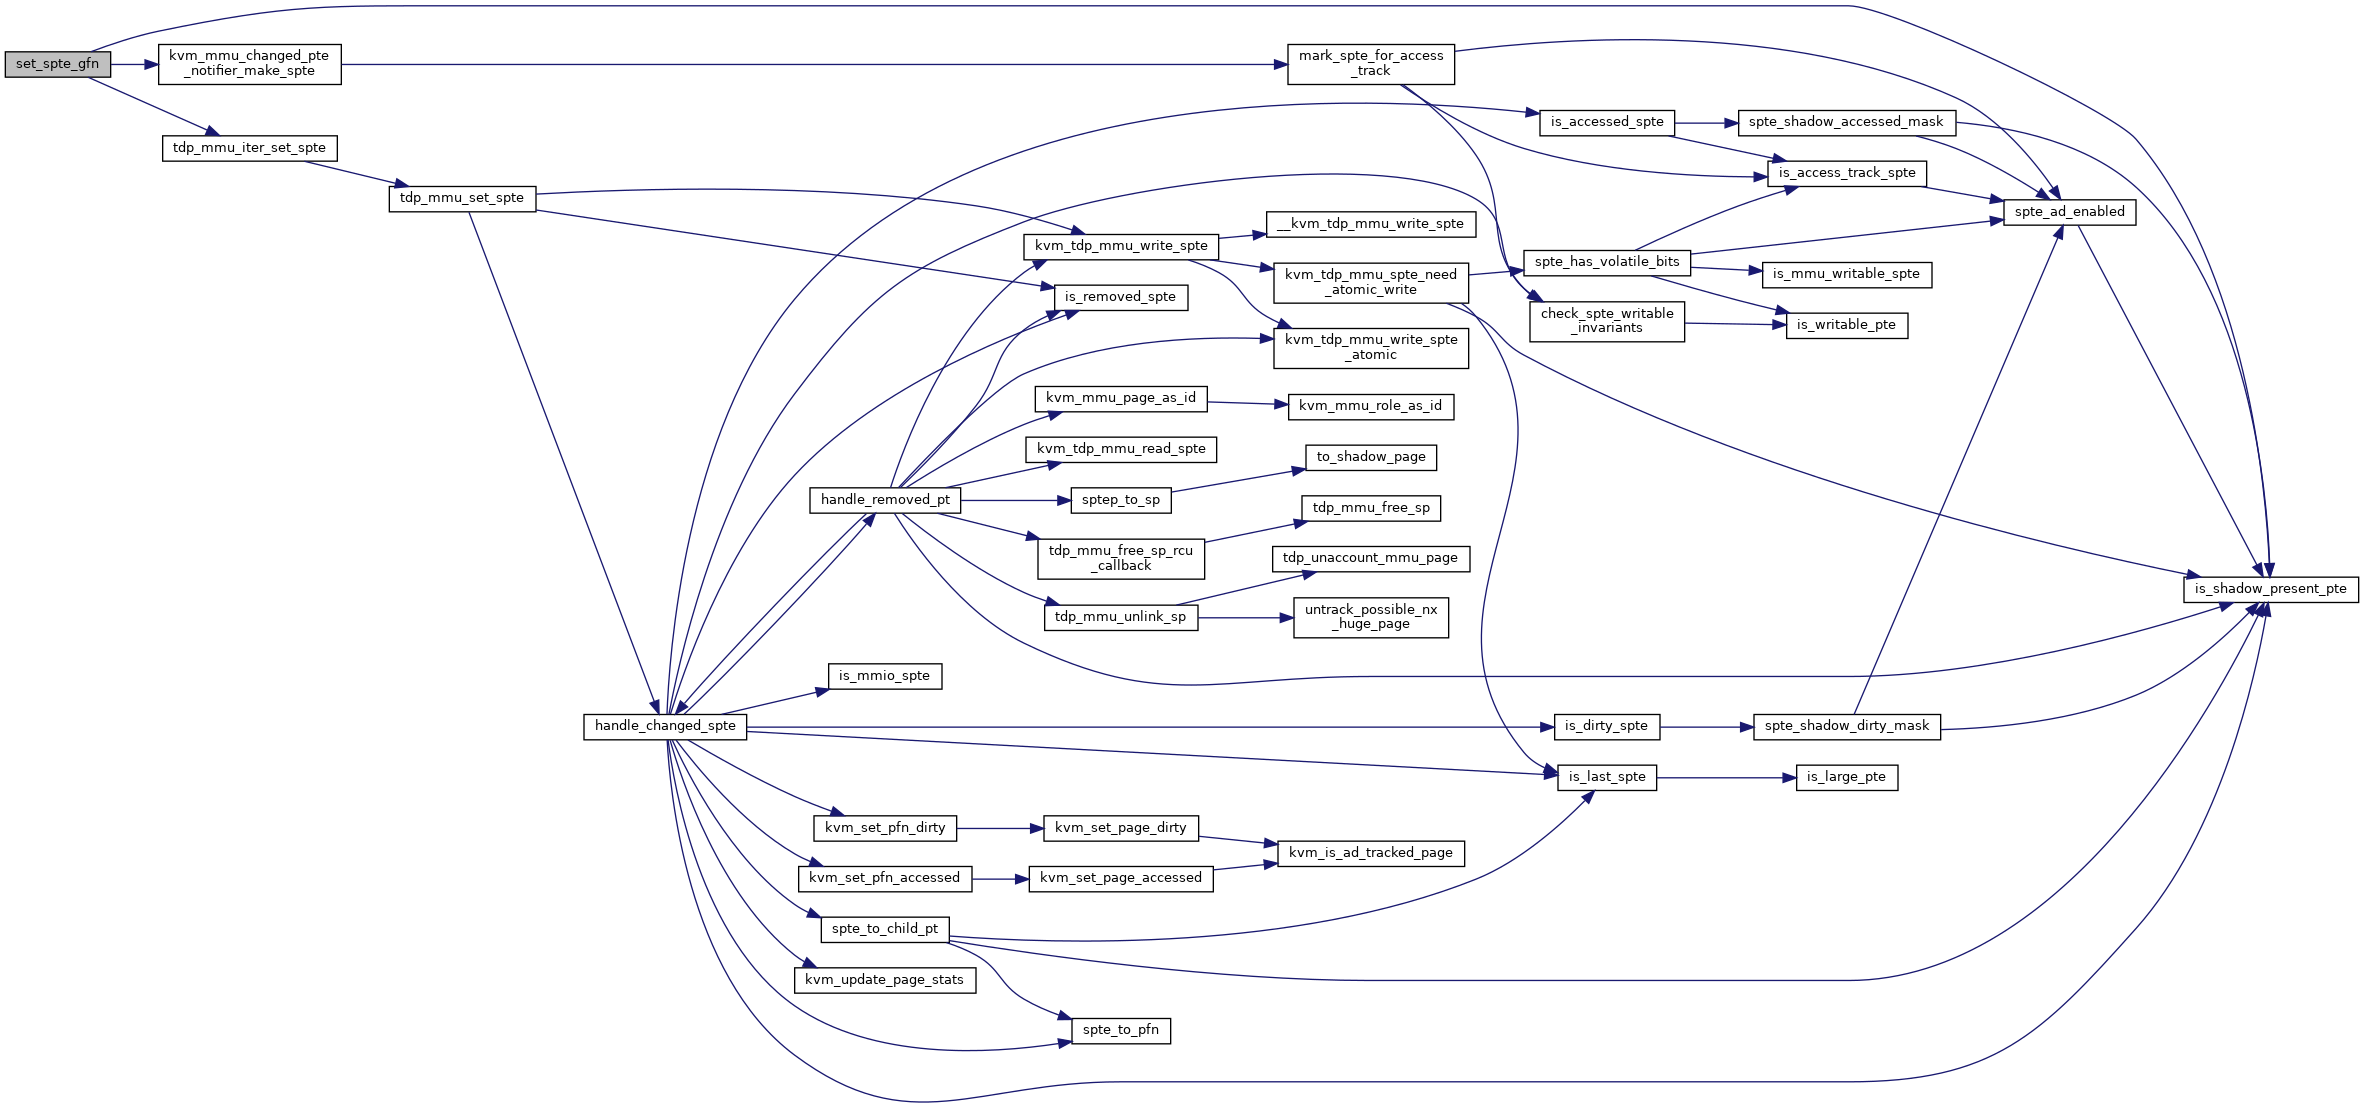 set_spte_gfn
kvm_mmu_changed_pte
_notifier_make_spte
tdp_mmu_iter_set_spte
tdp_mmu_set_spte
handle_changed_spte
handle_removed_pt
is_mmio_spte
kvm_set_pfn_dirty
kvm_set_pfn_accessed
spte_to_child_pt
kvm_update_page_stats
kvm_tdp_mmu_write_spte
is_removed_spte
kvm_mmu_page_as_id
kvm_tdp_mmu_read_spte
sptep_to_sp
tdp_mmu_free_sp_rcu
_callback
tdp_mmu_unlink_sp
kvm_set_page_dirty
kvm_set_page_accessed
spte_to_pfn
mark_spte_for_access
_track
__kvm_tdp_mmu_write_spte
kvm_tdp_mmu_spte_need
_atomic_write
kvm_tdp_mmu_write_spte
_atomic
kvm_mmu_role_as_id
to_shadow_page
tdp_mmu_free_sp
tdp_unaccount_mmu_page
untrack_possible_nx
_huge_page
kvm_is_ad_tracked_page
is_accessed_spte
spte_has_volatile_bits
check_spte_writable
_invariants
is_dirty_spte
is_last_spte
spte_shadow_accessed_mask
is_access_track_spte
is_mmu_writable_spte
is_writable_pte
spte_shadow_dirty_mask
is_large_pte
spte_ad_enabled
is_shadow_present_pte